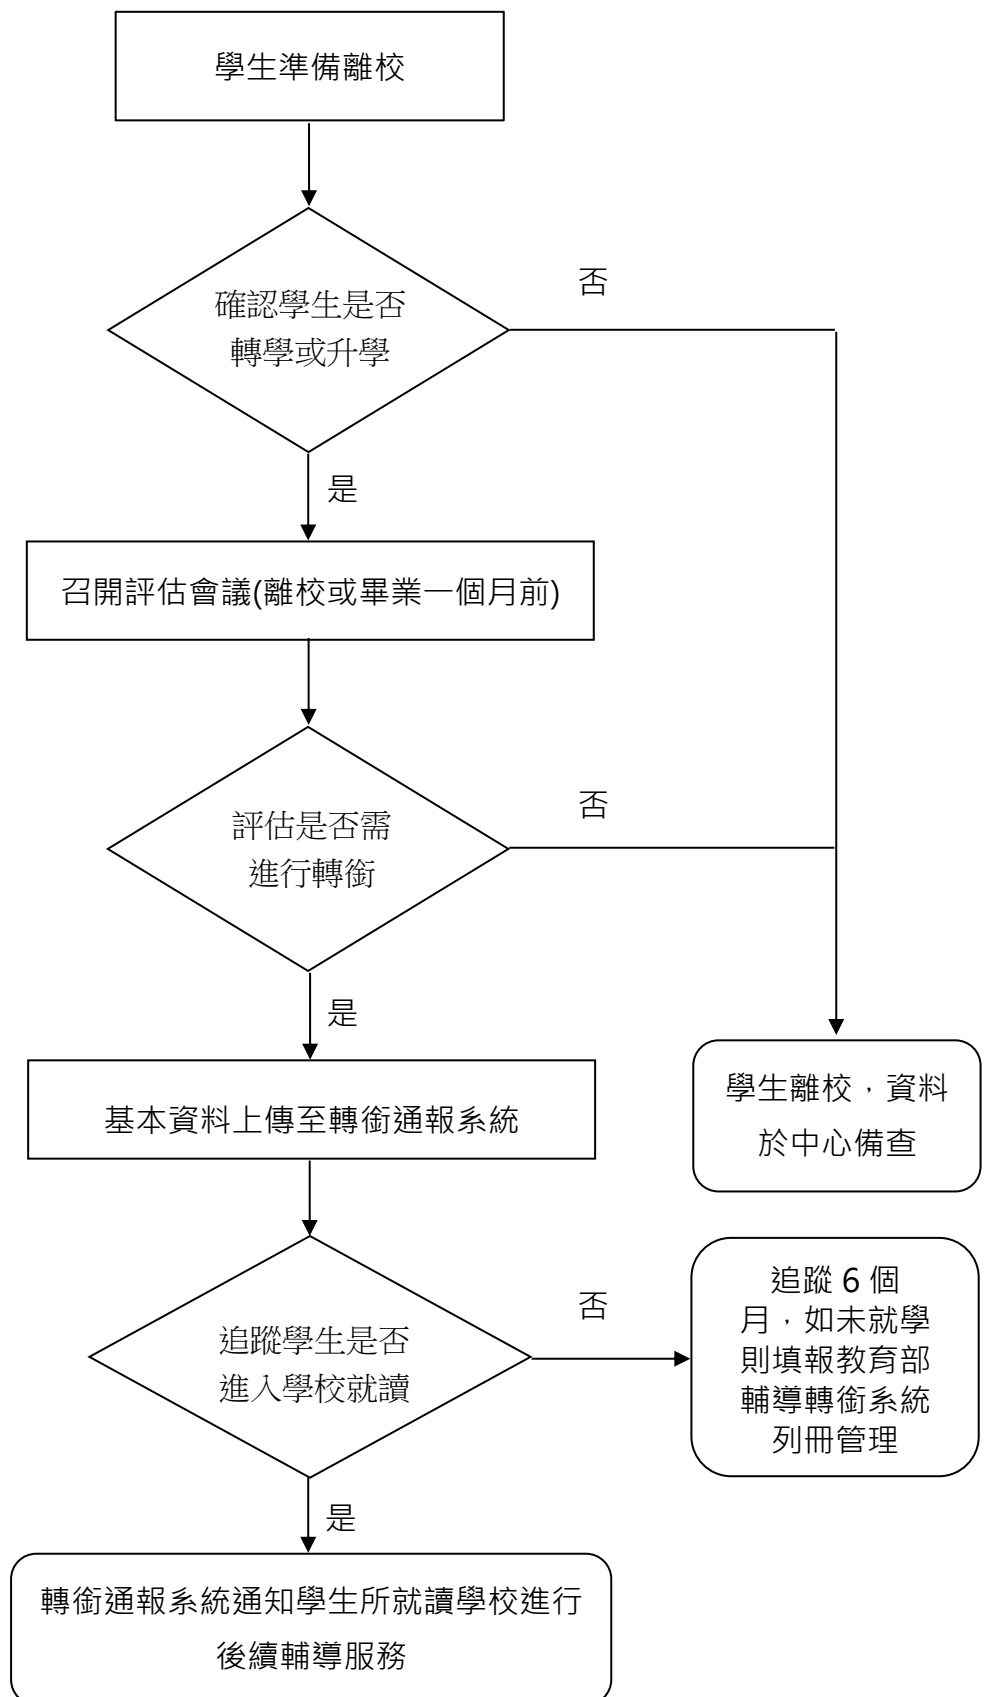 學生準備離校
確認學生是否
轉學或升學
否
是
召開評估會議(離校或畢業一個月前)
評估是否需
進行轉銜
否
是
基本資料上傳至轉銜通報系統
學生離校，資料
於中心備查
追蹤學生是否
進入學校就讀
否
追蹤 6 個
月，如未就學
則填報教育部
輔導轉銜系統
列冊管理
是
轉銜通報系統通知學生所就讀學校進行
後續輔導服務